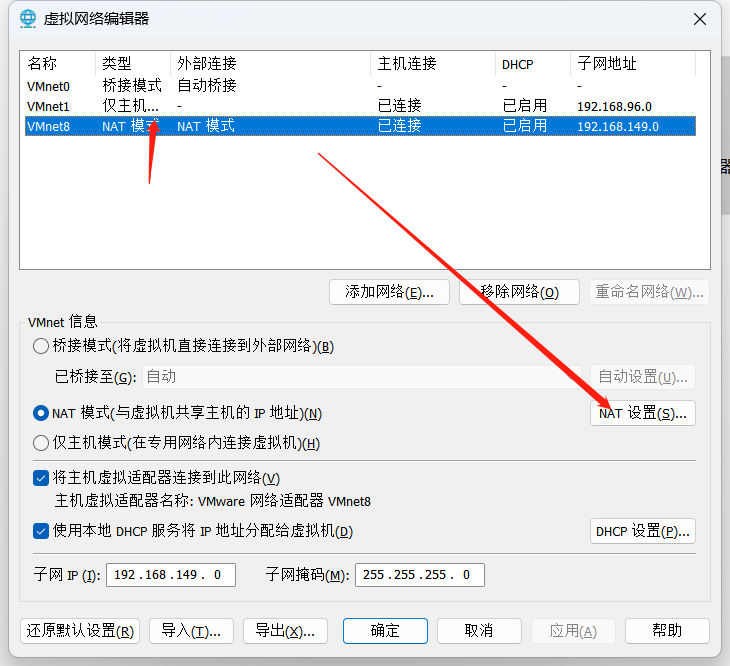 虚拟网络编辑器
名称 类型 外部连接 主机连接 DHCP 子网地址
VMnet0 桥接模式 自动桥接 - - -
VMnet1 仅主机... - 已连接 已启用 192.168.96.0
VMnet8 NAT 模式 NAT 模式 已连接 已启用 192.168.149.0
器
添加网络(E)... 移除网络(O) 重命名网络(W)...
VMnet 信息
桥接模式(将虚拟机直接连接到外部网络)(B)
已桥接至(G): 自动 自动设置(U)...
NAT 模式(与虚拟机共享主机的 IP 地址)(N) NAT 设置(S)...
仅主机模式(在专用网络内连接虚拟机)(H)
将主机虚拟适配器连接到此网络(V)
主机虚拟适配器名称: VMware 网络适配器 VMnet8
使用本地 DHCP 服务将 IP 地址分配给虚拟机(D) DHCP 设置(P)...
子网 IP (I): 192.168.149. 0 子网掩码(M): 255.255.255. 0
还原默认设置(R) 导入(T)... 导出(X)... 确定 取消 应用(A) 帮助